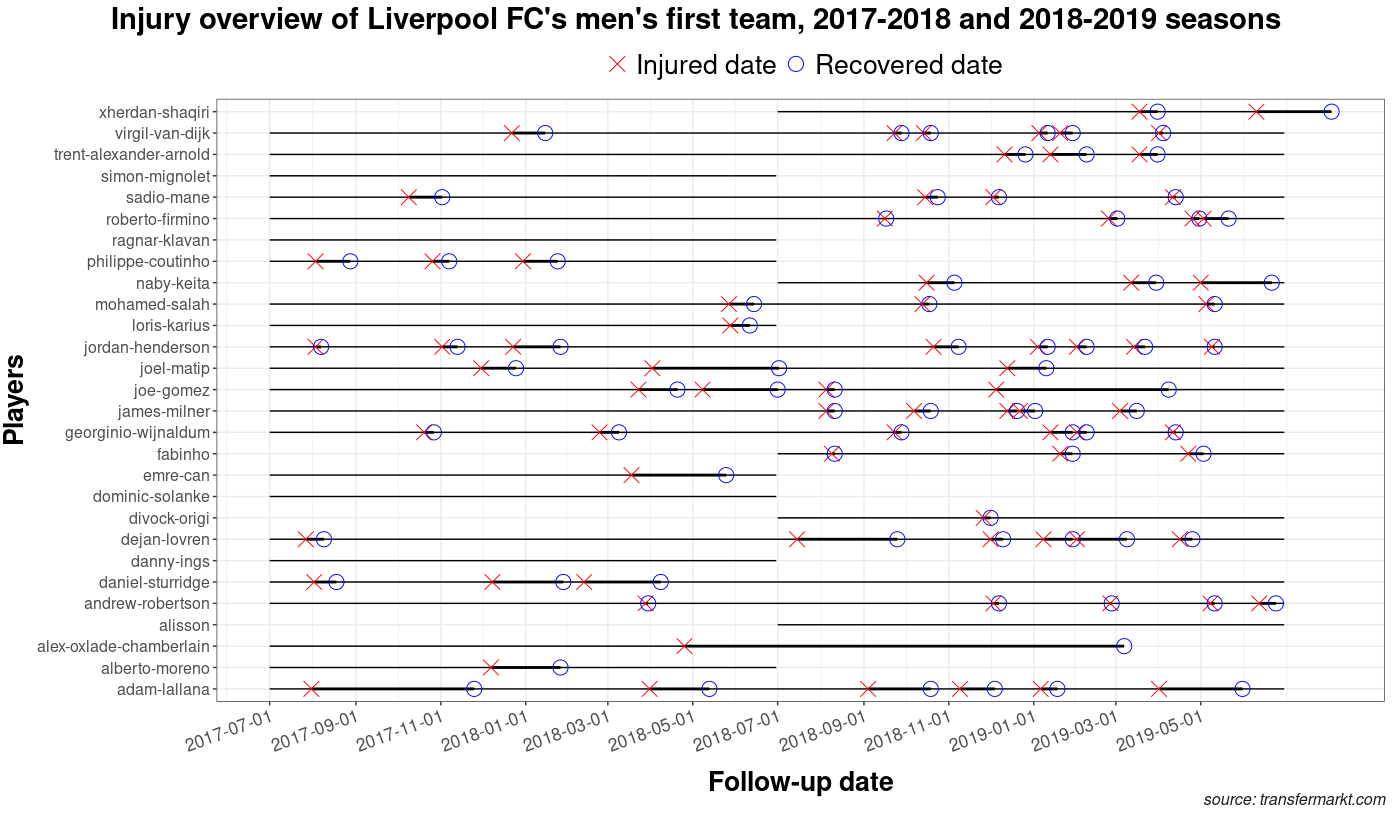 Injury overview of Liverpool FC's men's first team, 2017-2018 and 2018-2019 seasons
Injured date Recovered date
xherdan-shaqiri
virgil-van-dijk
trent-alexander-arnold
simon-mignolet
sadio-mane
roberto-firmino
ragnar-klavan
philippe-coutinho
naby-keita
mohamed-salah
loris-karius
jordan-henderson
joel-matip
joe-gomez
james-milner
georginio-wijnaldum
fabinho
emre-can
dominic-solanke
divock-origi
dejan-lovren
danny-ings
daniel-sturridge
andrew-robertson
alisson
alex-oxlade-chamberlain
alberto-moreno
adam-lallana
Players
2017-07-01 2017-09-01 2017-11-01 2018-01-01 2018-03-01 2018-05-01 2018-07-01 2018-09-01 2018-11-01 2019-01-01 2019-03-01 2019-05-01
Follow-up date
source: transfermarkt.com